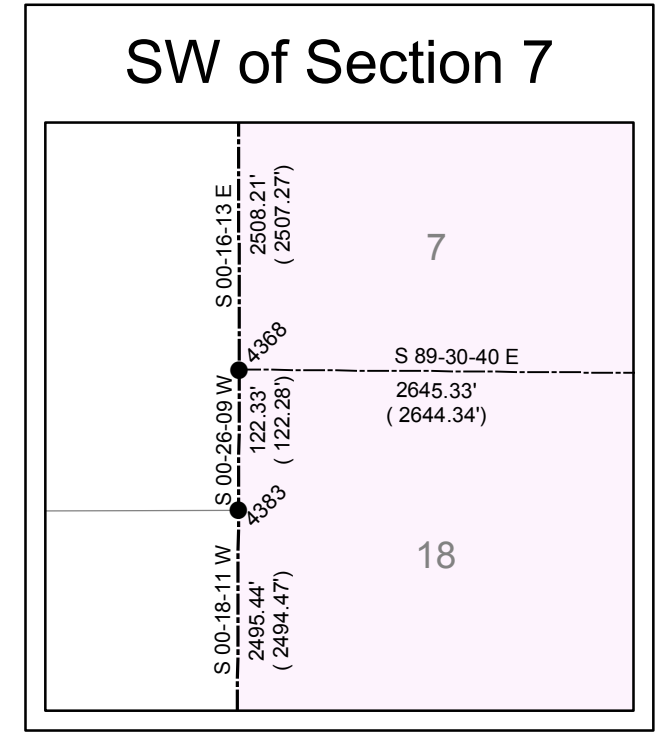 SW of Section 7
S 00-16-13 E
2508.21'
( 2507.27')
7
4368
S 89-30-40 E
2645.33'
( 2644.34')
S 00-26-09 W
122.33'
( 122.28')
4383
18
S 00-18-11 W
2495.44'
( 2494.47')